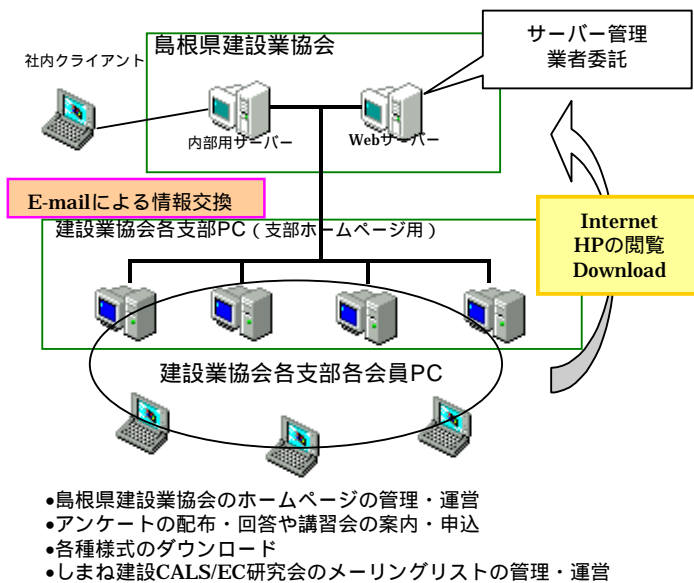 島根県建設業協会
サーバー管理
業者委託
社内クライアント
内部用サーバー
Webサーバー
E-mailによる情報交換
建設業協会各支部PC（支部ホームページ用）
Internet
HPの閲覧
Download
建設業協会各支部各会員PC
•島根県建設業協会のホームページの管理・運営
•アンケートの配布・回答や講習会の案内・申込
•各種様式のダウンロード
•しまね建設CALS/EC研究会のメーリングリストの管理・運営